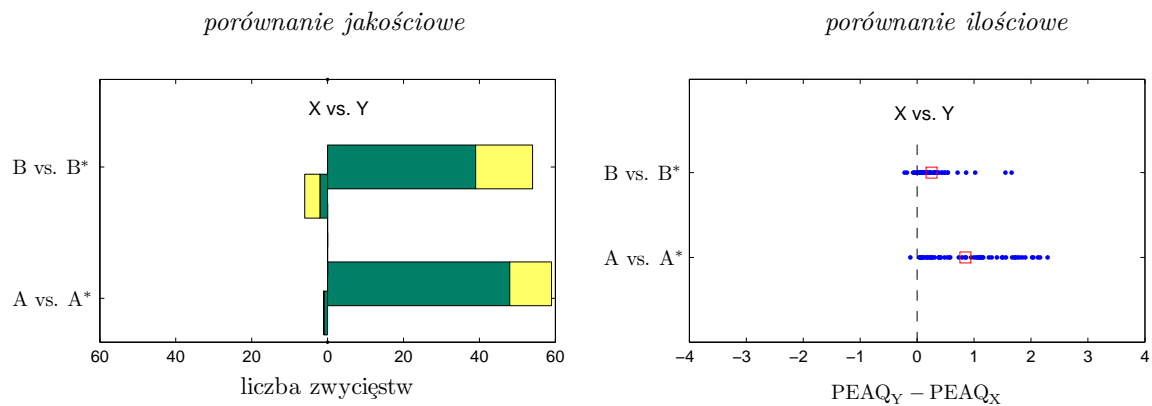 porównanie jakościowe
X vs. Y
B vs. B*
A vs. A*
60 40 20 0 20 40 60
liczba zwycięstw
porównanie ilościowe
X vs. Y
B vs. B*
A vs. A*
−4 −3 −2 −1 0 1 2 3 4
PEAQY − PEAQX